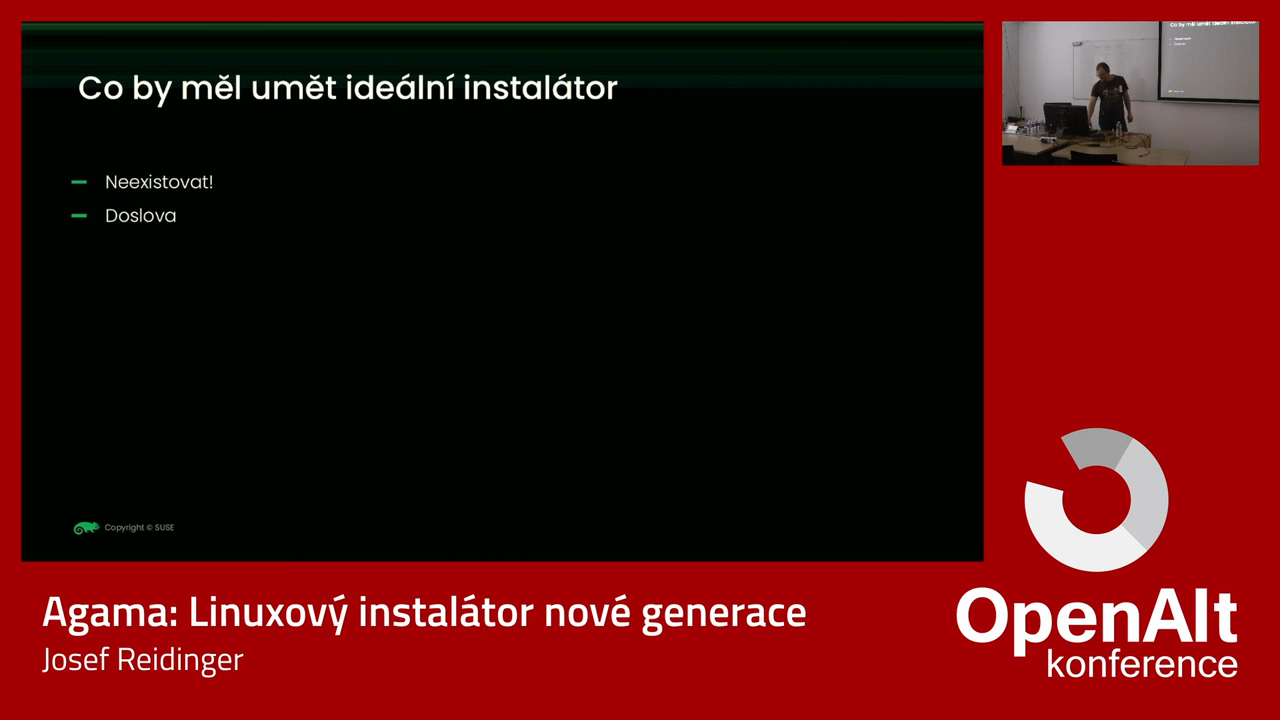 Co by měl umět ideální instalátor
Neexistovat!
Doslova
Copyright © SUSE
Agama: Linuxový instalátor nové generace
Josef Reidinger
OpenAlt
konference